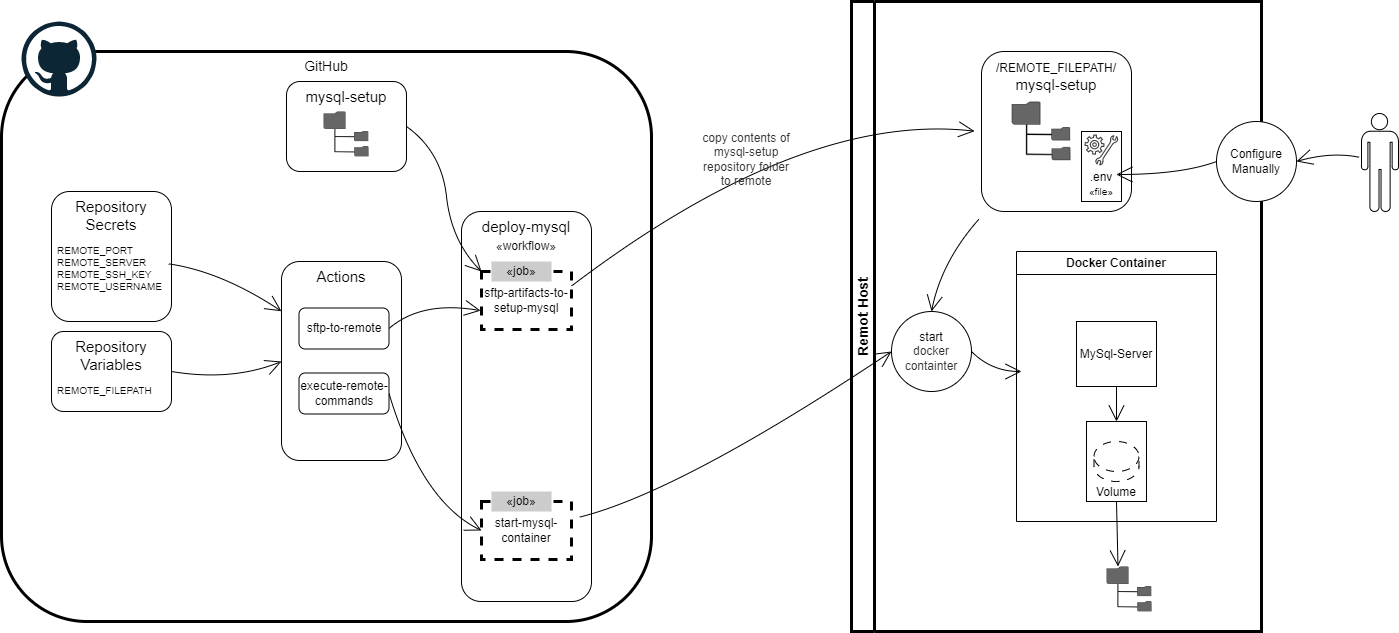 GitHub
mysql-setup
Repository
Secrets
REMOTE_PORT
REMOTE_SERVER
REMOTE_SSH_KEY
REMOTE_USERNAME
Repository
Variables
REMOTE_FILEPATH
Actions
sftp-to-remote
execute-remote-
commands
deploy-mysql
«workflow»
«job»
sftp-artifacts-to-
setup-mysql
«job»
start-mysql-
container
copy contents of
mysql-setup
repository folder
to remote
Remot Host
/REMOTE_FILEPATH/
mysql-setup
.env
«file»
Configure
Manually
start
docker
containter
Docker Container
MySql-Server
Volume